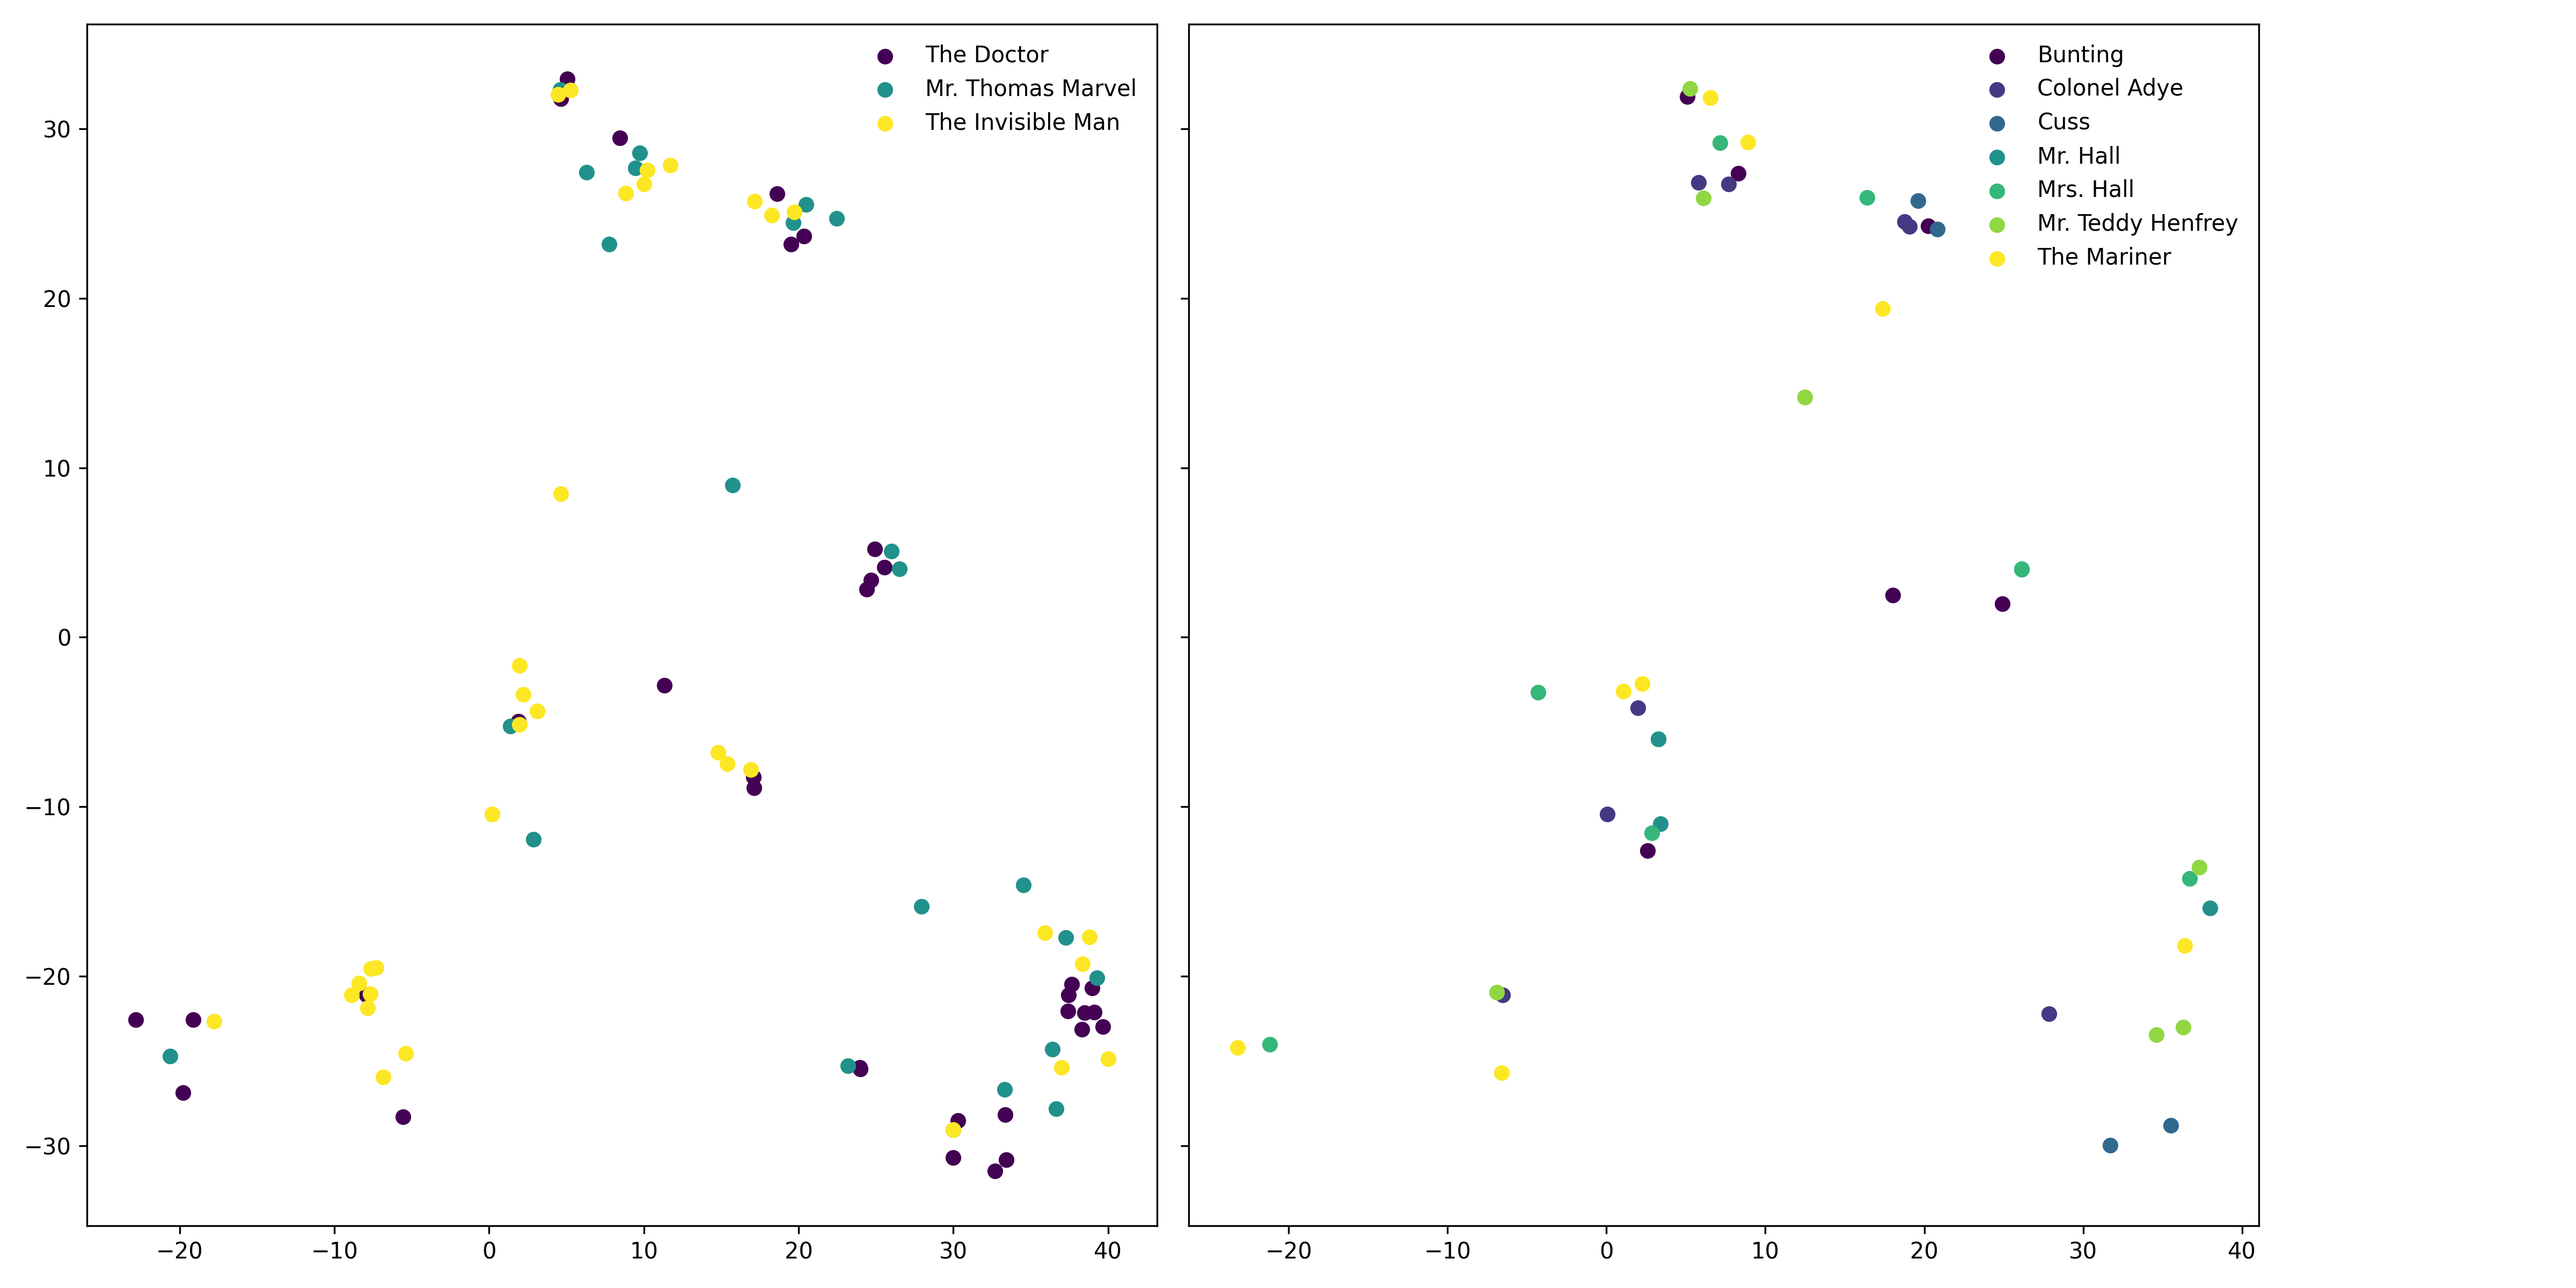 The Doctor
Mr. Thomas Marvel
The Invisible Man
30
20
10
0
−10
−20
−30
−20 −10 0 10 20 30 40
Bunting
Colonel Adye
Cuss
Mr. Hall
Mrs. Hall
Mr. Teddy Henfrey
The Mariner
−20 −10 0 10 20 30 40